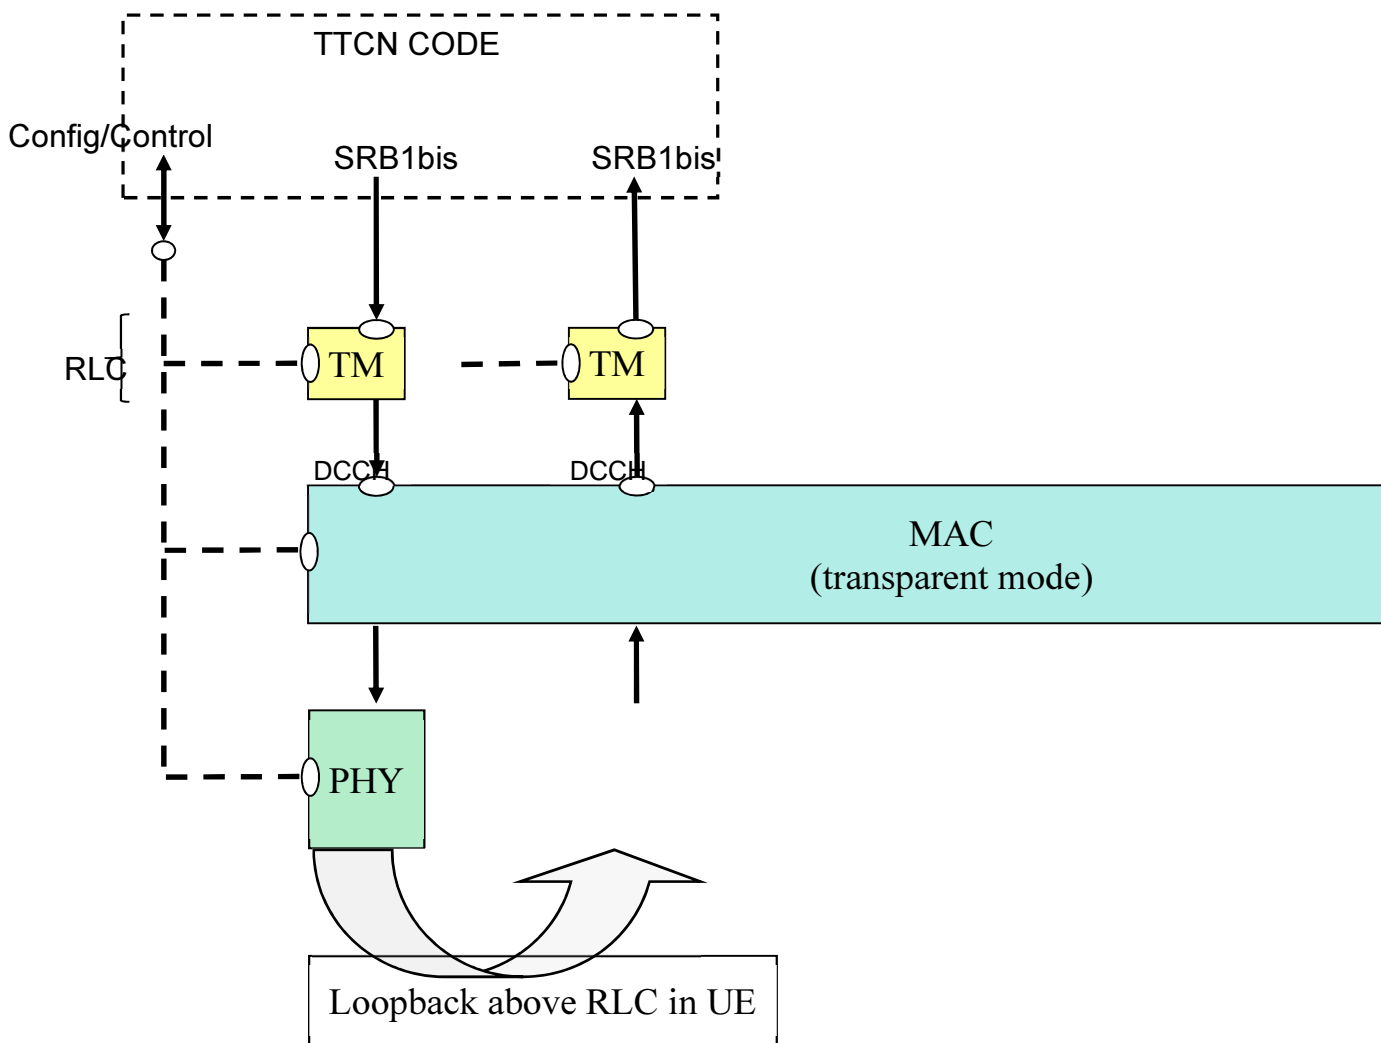 TTCN CODE
Config/Control
SRB1bis
SRB1bis
RLC
TM
TM
DCCH
DCCH
MAC
(transparent mode)
PHY
Loopback above RLC in UE